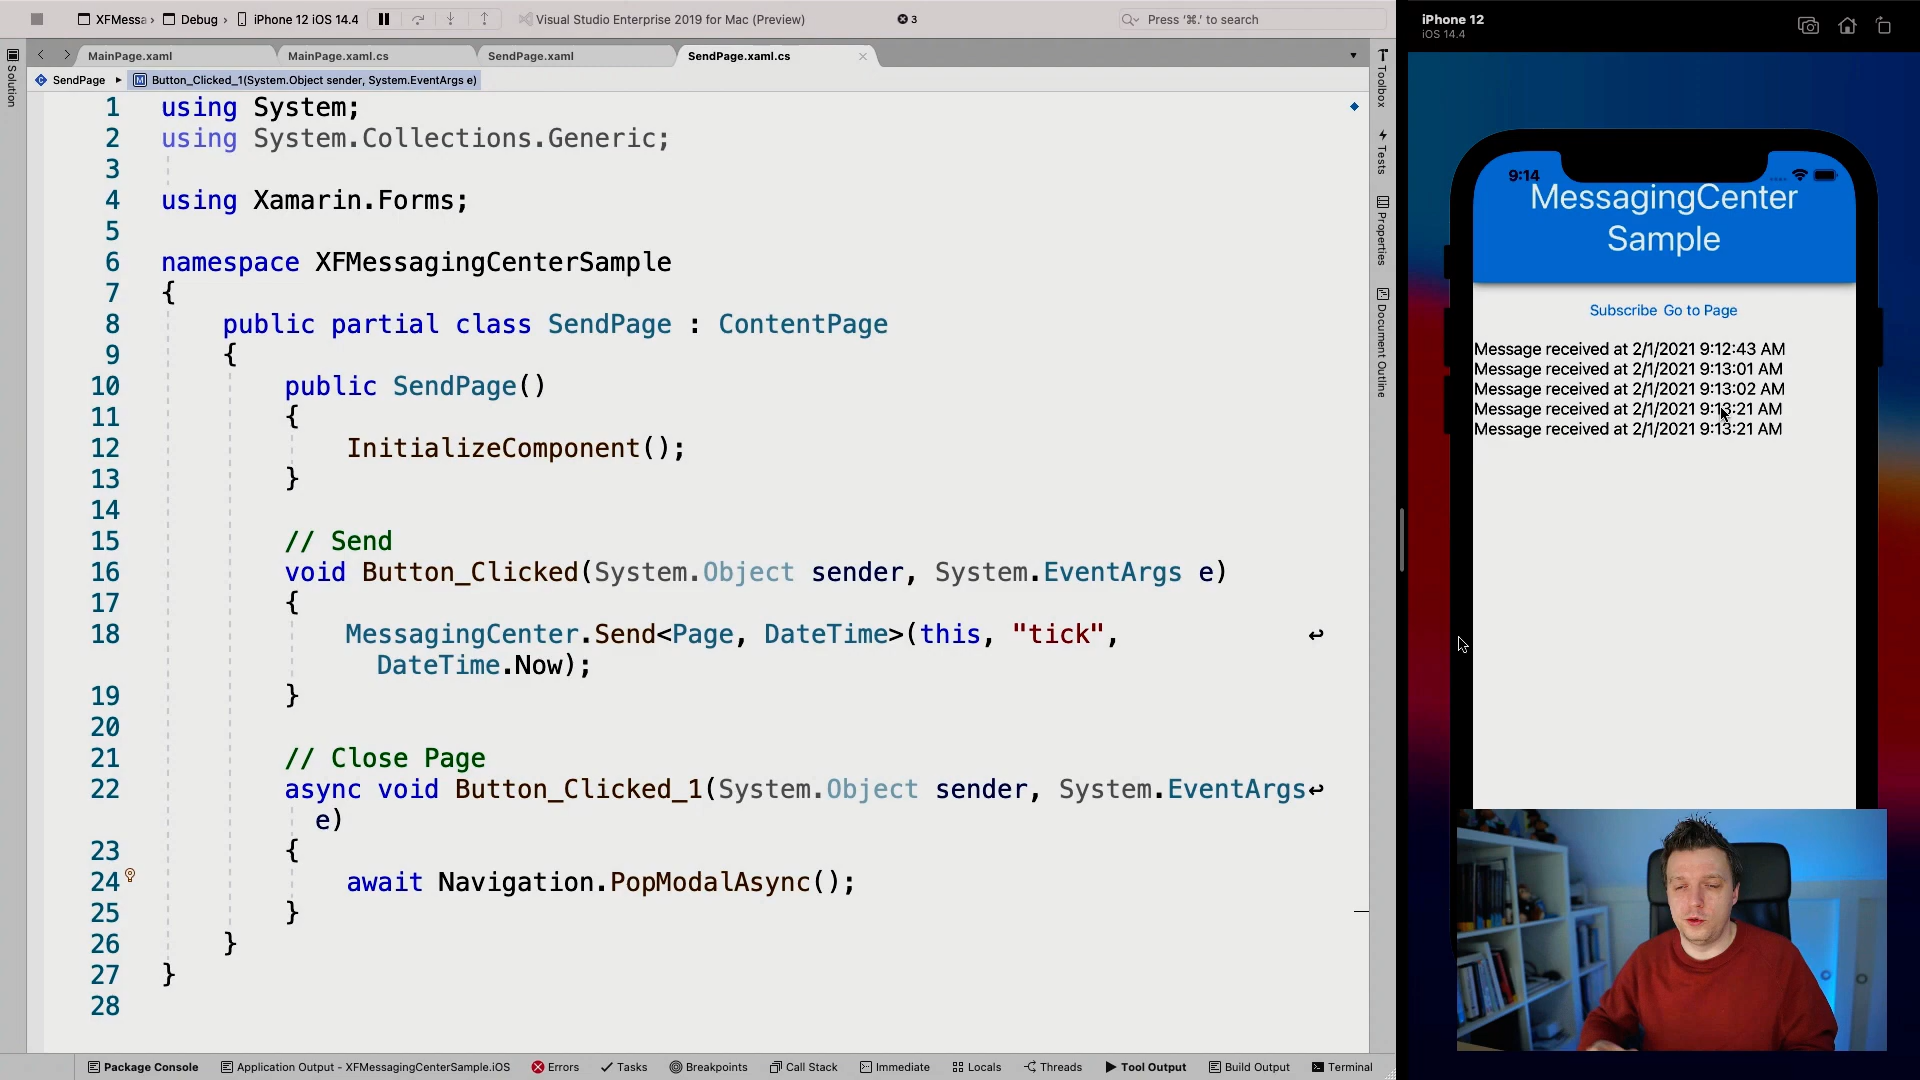 XFMessa
Debug
iPhone 12 iOS 14.4
Visual Studio Enterprise 2019 for Mac (Preview)
3
Press '⌘.' to search
Solution
MainPage.xaml
MainPage.xaml.cs
SendPage.xaml
SendPage.xaml.cs
SendPage
Button_Clicked_1(System.Object sender, System.EventArgs e)
1 using System;
2 using System.Collections.Generic;
3
4 using Xamarin.Forms;
5
6 namespace XFMessagingCenterSample
7 {
8 public partial class SendPage : ContentPage
9 {
10 public SendPage()
11 {
12 InitializeComponent();
13 }
14
15 // Send
16 void Button_Clicked(System.Object sender, System.EventArgs e)
17 {
18 MessagingCenter.Send<Page, DateTime>(this, "tick",
DateTime.Now);
19 }
20
21 // Close Page
22 async void Button_Clicked_1(System.Object sender, System.EventArgs
e)
23 {
24 await Navigation.PopModalAsync();
25 }
26 }
27 }
28
Toolbox
Tests
Properties
Document Outline
Package Console
Application Output - XFMessagingCenterSample.iOS
Errors
Tasks
Breakpoints
Call Stack
Immediate
Locals
Threads
Tool Output
Build Output
Terminal
iPhone 12
iOS 14.4
9:14
MessagingCenter
Sample
Subscribe Go to Page
Message received at 2/1/2021 9:12:43 AM
Message received at 2/1/2021 9:13:01 AM
Message received at 2/1/2021 9:13:02 AM
Message received at 2/1/2021 9:13:21 AM
Message received at 2/1/2021 9:13:21 AM